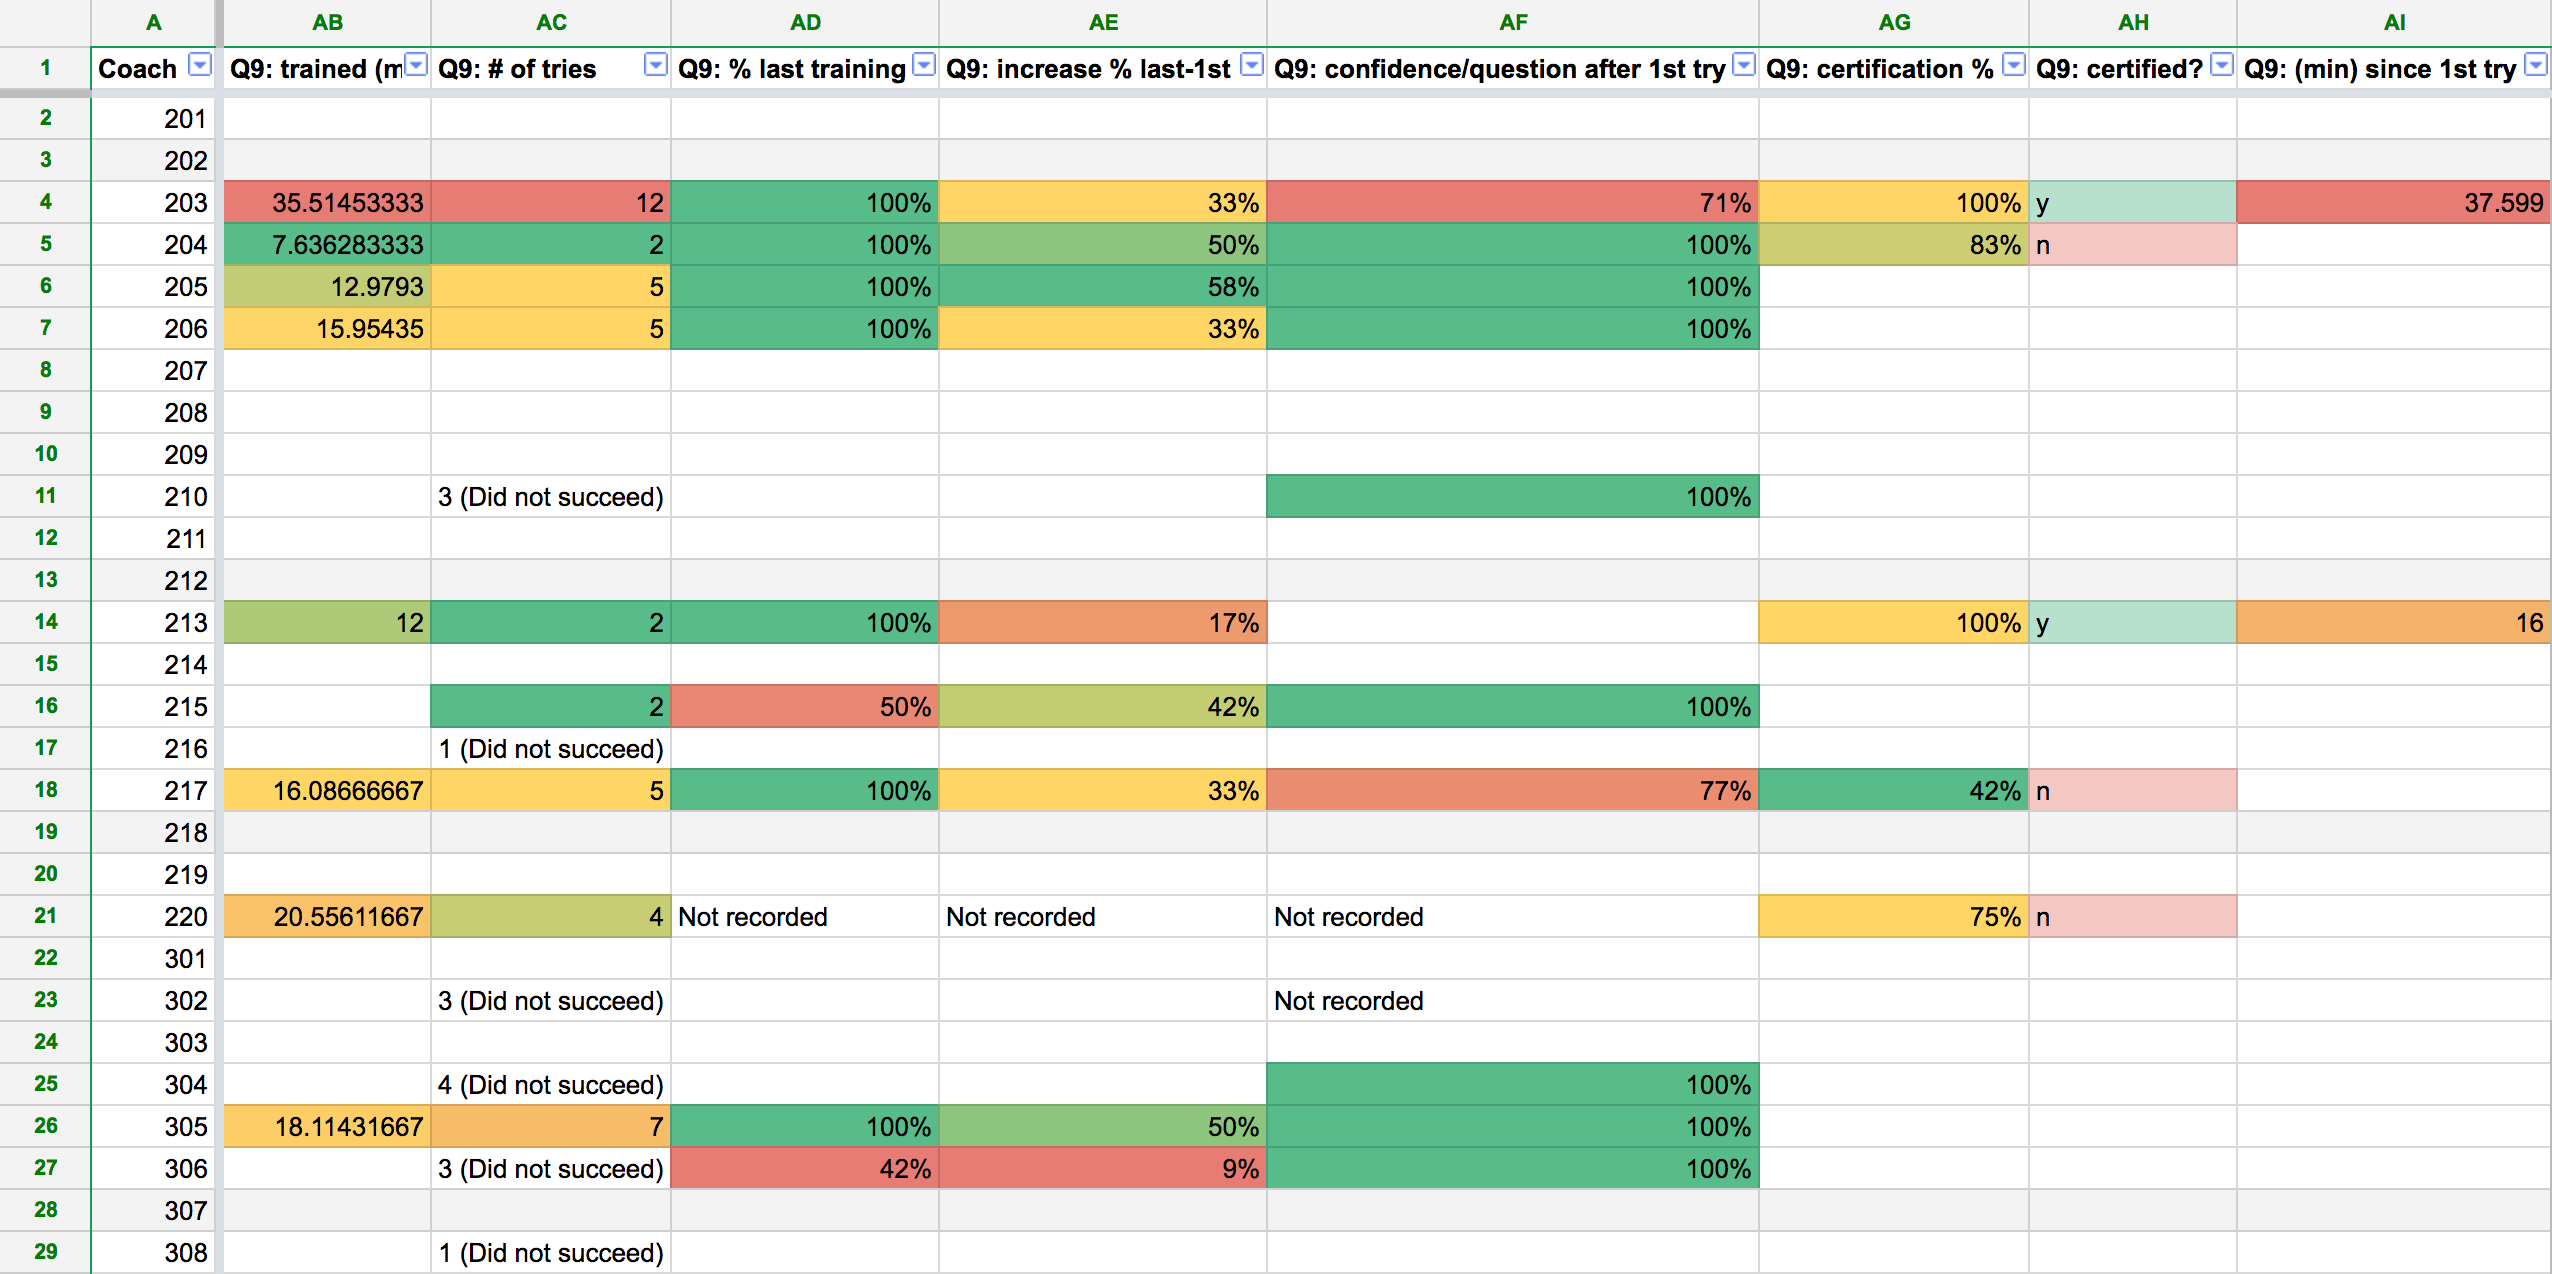 A AB AC AD AE AF AG AH AI
1 Coach Q9: trained (m Q9: # of tries Q9: % last training Q9: increase % last-1st Q9: confidence/question after 1st try Q9: certification % Q9: certified? Q9: (min) since 1st try
2 201
3 202
4 203 35.51453333 12 100% 33% 71% 100% y 37.599
5 204 7.636283333 2 100% 50% 100% 83% n
6 205 12.9793 5 100% 58% 100%
7 206 15.95435 5 100% 33% 100%
8 207
9 208
10 209
11 210 3 (Did not succeed) 100%
12 211
13 212
14 213 12 2 100% 17% 100% y 16
15 214
16 215 2 50% 42% 100%
17 216 1 (Did not succeed)
18 217 16.08666667 5 100% 33% 77% 42% n
19 218
20 219
21 220 20.55611667 4 Not recorded Not recorded Not recorded 75% n
22 301
23 302 3 (Did not succeed) Not recorded
24 303
25 304 4 (Did not succeed) 100%
26 305 18.11431667 7 100% 50% 100%
27 306 3 (Did not succeed) 42% 9% 100%
28 307
29 308 1 (Did not succeed)